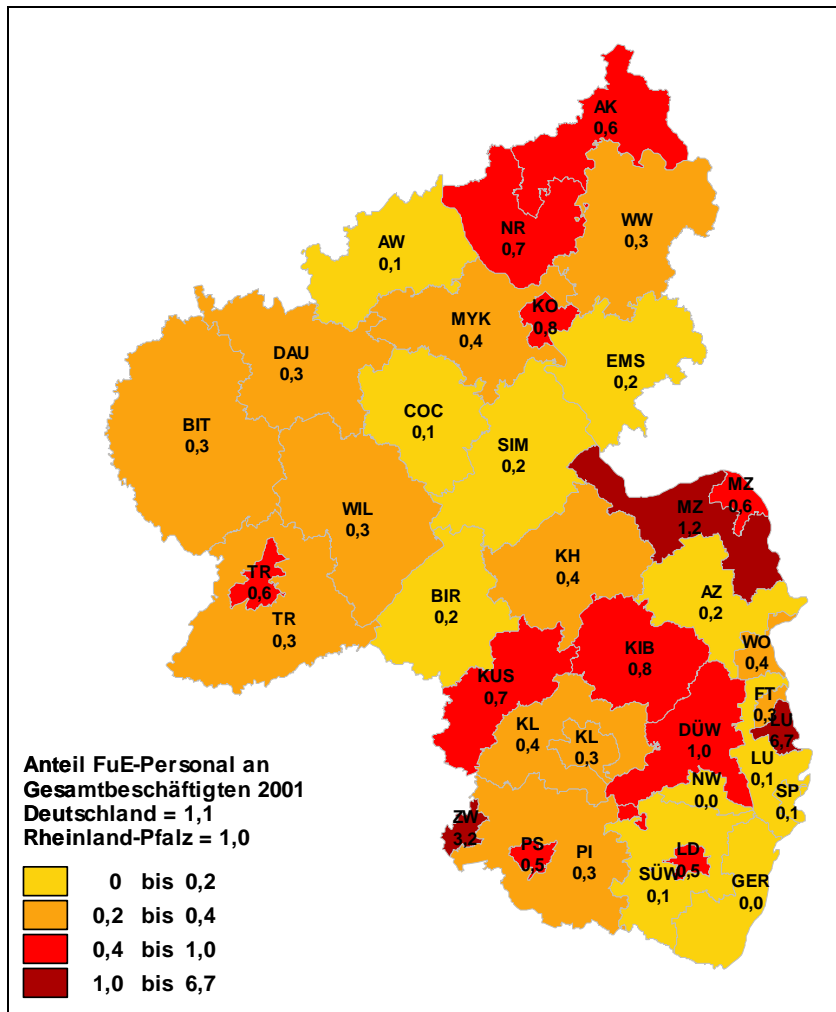 AK
0,6
WW
0,3
NR
0,7
AW
0,1
KO
0,8
MYK
0,4
DAU
0,3
EMS
0,2
COC
0,1
BIT
0,3
SIM
0,2
MZ
0,6
MZ
1,2
WIL
0,3
KH
0,4
TR
0,6
AZ
0,2
BIR
0,2
TR
0,3
WO
0,4
KIB
0,8
KUS
0,7
FT
0,3
LU
6,7
KL
0,4
KL
0,3
DÜW
1,0
LU
0,1
NW
0,0
SP
0,1
ZW
3,2
PS
0,5
PI
0,3
LD
0,5
SÜW
0,1
GER
0,0
Anteil FuE-Personal an
Gesamtbeschäftigten 2001
Deutschland = 1,1
Rheinland-Pfalz = 1,0
0 bis 0,2
0,2 bis 0,4
0,4 bis 1,0
1,0 bis 6,7